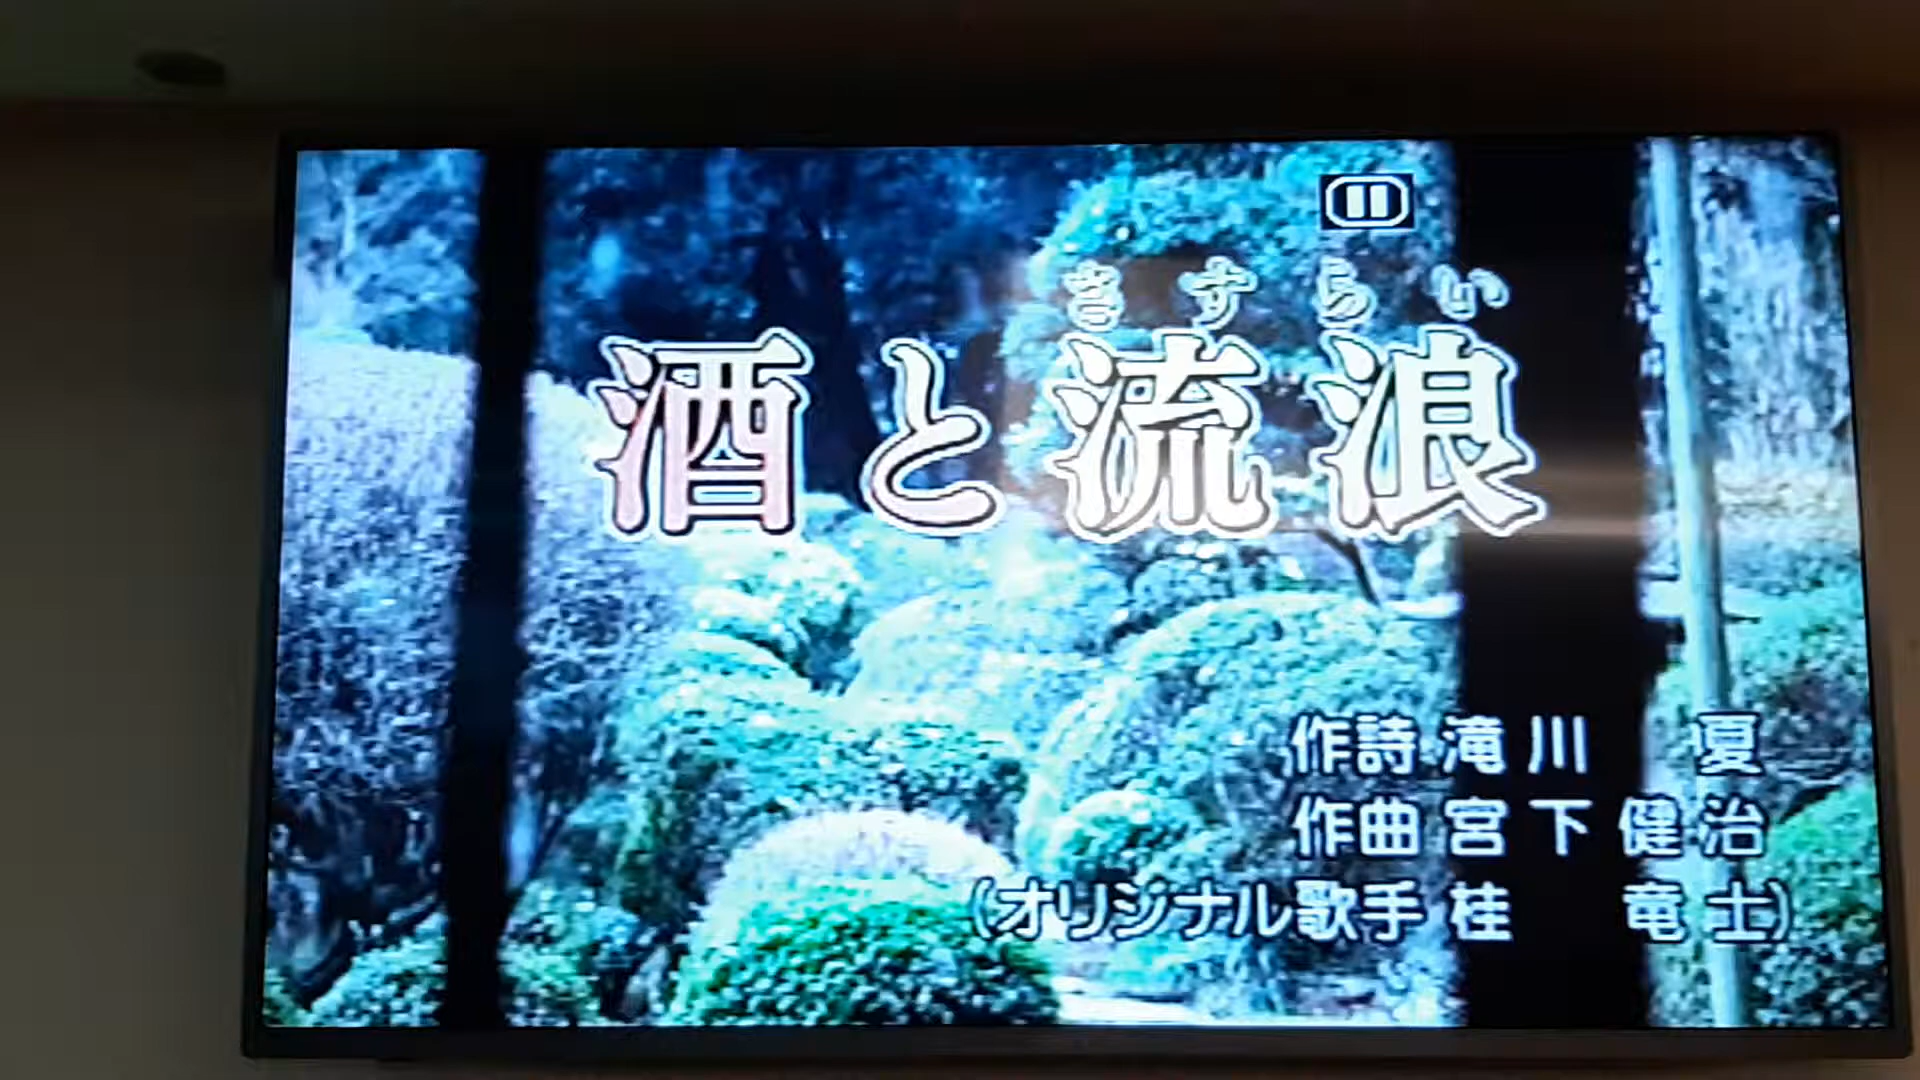 さすらい
酒と流浪
作詩 滝川 夏
作曲 宮下健治
(オリジナル歌手 桂 竜士)